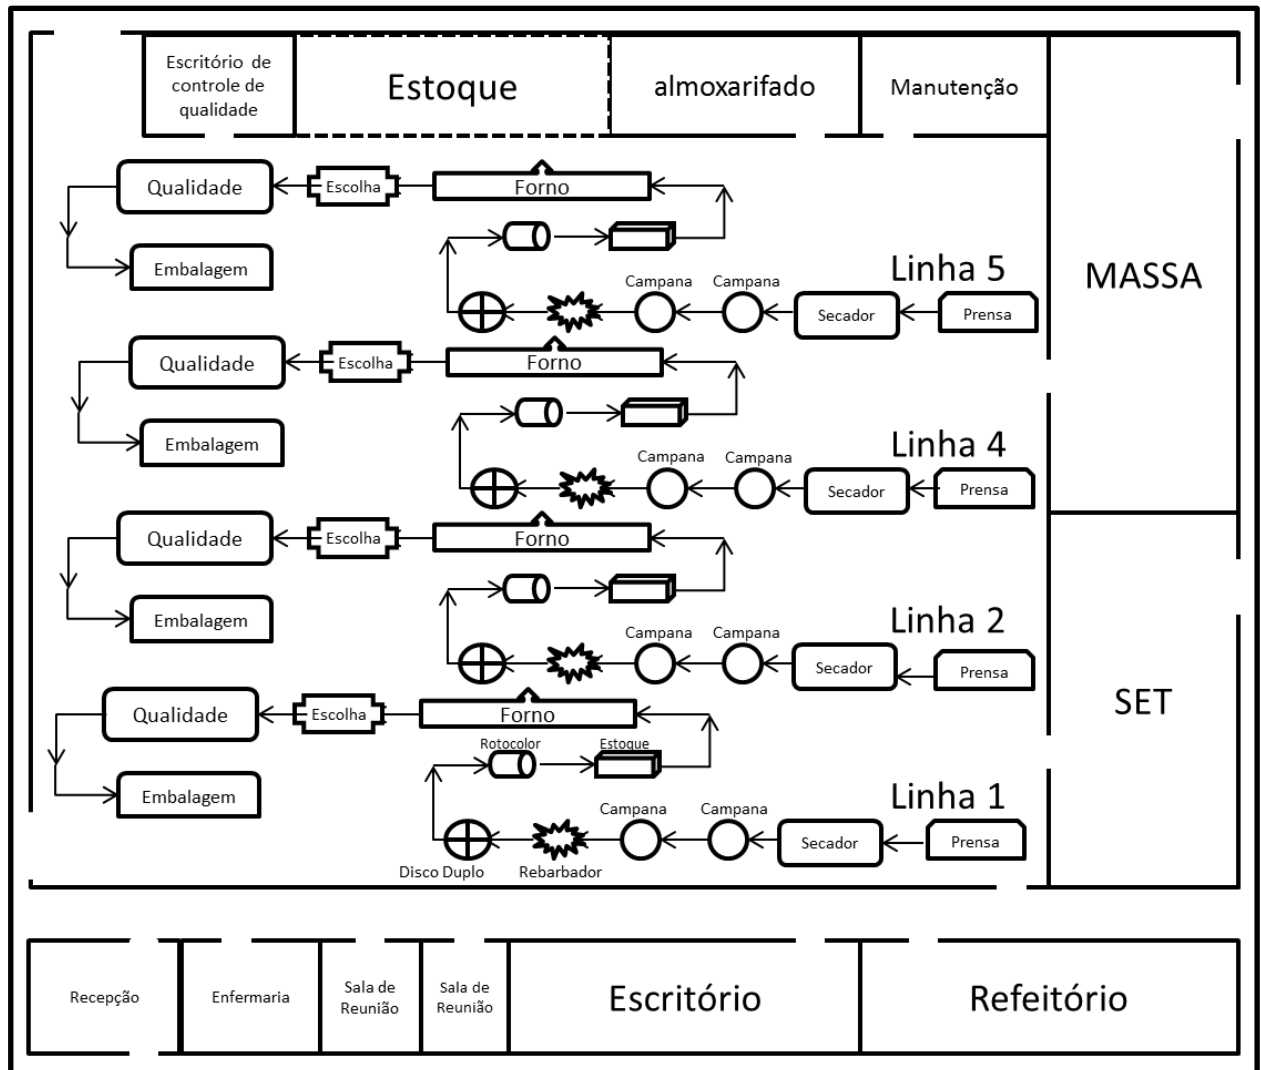 Escritório de
controle de
qualidade
Estoque
almoxarifado
Manutenção
MASSA
Qualidade
Escolha
Forno
Embalagem
Linha 5
Campana
Campana
Secador
Prensa
Qualidade
Escolha
Forno
Embalagem
Linha 4
Campana
Campana
Secador
Prensa
Qualidade
Escolha
Forno
Embalagem
Linha 2
Campana
Campana
Secador
Prensa
SET
Qualidade
Escolha
Forno
Rotocolor
Estoque
Embalagem
Linha 1
Campana
Campana
Secador
Prensa
Disco Duplo
Rebarbador
Recepção
Enfermaria
Sala de
Reunião
Sala de
Reunião
Escritório
Refeitório